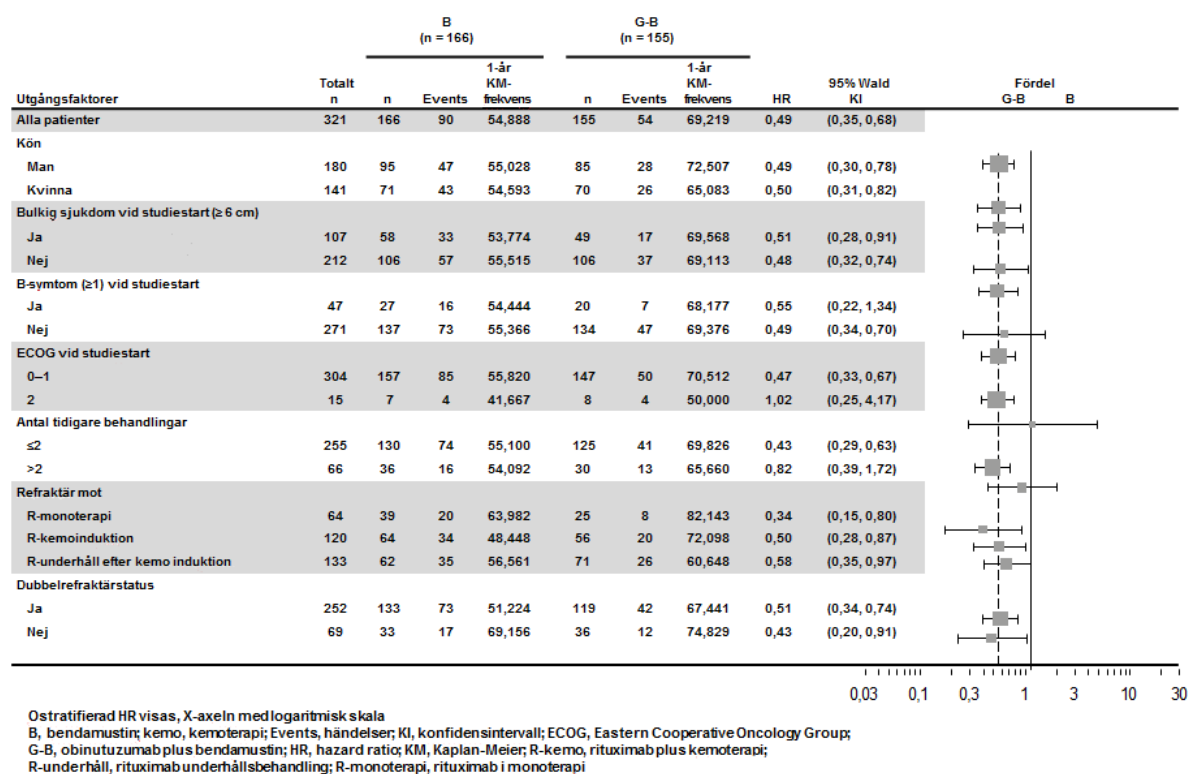 B G-B
(n = 166) (n = 155)
Utgångsfaktorer Totalt n n Events 1-år KM-frekvens n Events 1-år KM-frekvens HR 95% Wald KI Fördel G-B B
Alla patienter 321 166 90 54,888 155 54 69,219 0,49 (0,35, 0,68)
Kön
Man 180 95 47 55,028 85 28 72,507 0,49 (0,30, 0,78)
Kvinna 141 71 43 54,593 70 26 65,083 0,50 (0,31, 0,82)
Bulkig sjukdom vid studiestart (≥ 6 cm)
Ja 107 58 33 53,774 49 17 69,568 0,51 (0,28, 0,91)
Nej 212 106 57 55,515 106 37 69,113 0,48 (0,32, 0,74)
B-symtom (≥1) vid studiestart
Ja 47 27 16 54,444 20 7 68,177 0,55 (0,22, 1,34)
Nej 271 137 73 55,366 134 47 69,376 0,49 (0,34, 0,70)
ECOG vid studiestart
0–1 304 157 85 55,820 147 50 70,512 0,47 (0,33, 0,67)
2 15 7 4 41,667 8 4 50,000 1,02 (0,25, 4,17)
Antal tidigare behandlingar
≤2 255 130 74 55,100 125 41 69,826 0,43 (0,29, 0,63)
>2 66 36 16 54,092 30 13 65,660 0,82 (0,39, 1,72)
Refraktär mot
R-monoterapi 64 39 20 63,982 25 8 82,143 0,34 (0,15, 0,80)
R-kemoinduktion 120 64 34 48,448 56 20 72,098 0,50 (0,28, 0,87)
R-underhåll efter kemo induktion 133 62 35 56,561 71 26 60,648 0,58 (0,35, 0,97)
Dubbelrefraktärstatus
Ja 252 133 73 51,224 119 42 67,441 0,51 (0,34, 0,74)
Nej 69 33 17 69,156 36 12 74,829 0,43 (0,20, 0,91)
0,03 0,1 0,3 1 3 10 30
Ostratifierad HR visas, X-axeln med logaritmisk skala
B, bendamustin; kemo, kemoterapi; Events, händelser; KI, konfidensintervall; ECOG, Eastern Cooperative Oncology Group;
G-B, obinutuzumab plus bendamustin; HR, hazard ratio; KM, Kaplan-Meier; R-kemo, rituximab plus kemoterapi;
R-underhåll, rituximab underhållsbehandling; R-monoterapi, rituximab i monoterapi